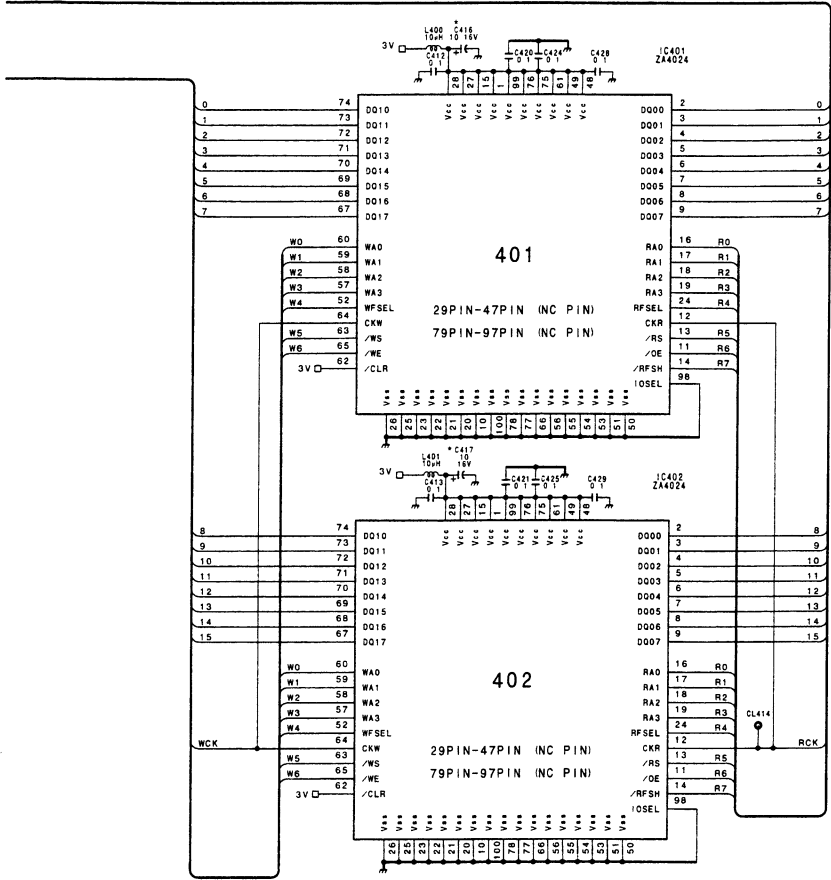 L400 * C416
10µH 10 16V
3V
C412
0 1
C420 C424 C428
0 1 0 1 0 1
IC401
ZA4024
28 27 15 1 99 76 75 61 49 48
Vcc Vcc Vcc Vcc Vcc Vcc Vcc Vcc Vcc Vcc
0 74 DQ10 DQ00 2 0
1 73 DQ11 DQ01 3 1
2 72 DQ12 DQ02 4 2
3 71 DQ13 DQ03 5 3
4 70 DQ14 DQ04 6 4
5 69 DQ15 DQ05 7 5
6 68 DQ16 DQ06 8 6
7 67 DQ17 DQ07 9 7
401
W0 60 WA0 RA0 16 R0
W1 59 WA1 RA1 17 R1
W2 58 WA2 RA2 18 R2
W3 57 WA3 RA3 19 R3
W4 52 WFSEL 29PIN-47PIN (NC PIN) RFSEL 24 R4
64 CKW CKR 12
W5 63 /WS 79PIN-97PIN (NC PIN) /RS 13 R5
W6 65 /WE /OE 11 R6
3V 62 /CLR /RFSH 14 R7
IOSEL 98
Vss Vss Vss Vss Vss Vss Vss Vss Vss Vss Vss Vss Vss Vss Vss Vss Vss
26 25 23 22 21 20 10 100 78 77 66 56 55 54 53 51 50
L401 * C417
10µH 10
16V
3V
C413
0 1
C421 C425 C429
0 1 0 1 0 1
IC402
ZA4024
28 27 15 1 99 76 75 61 49 48
Vcc Vcc Vcc Vcc Vcc Vcc Vcc Vcc Vcc Vcc
8 74 DQ10 DQ00 2 8
9 73 DQ11 DQ01 3 9
10 72 DQ12 DQ02 4 10
11 71 DQ13 DQ03 5 11
12 70 DQ14 DQ04 6 12
13 69 DQ15 DQ05 7 13
14 68 DQ16 DQ06 8 14
15 67 DQ17 DQ07 9 15
402
W0 60 WA0 RA0 16 R0
W1 59 WA1 RA1 17 R1
W2 58 WA2 RA2 18 R2
W3 57 WA3 RA3 19 R3
CL414
W4 52 WFSEL RFSEL 24 R4
WCK 64 CKW 29PIN-47PIN (NC PIN) CKR 12 RCK
W5 63 /WS /RS 13 R5
W6 65 /WE 79PIN-97PIN (NC PIN) /OE 11 R6
3V 62 /CLR /RFSH 14 R7
IOSEL 98
Vss Vss Vss Vss Vss Vss Vss Vss Vss Vss Vss Vss Vss Vss Vss Vss Vss
26 25 23 22 21 20 10 100 78 77 66 56 55 54 53 51 50